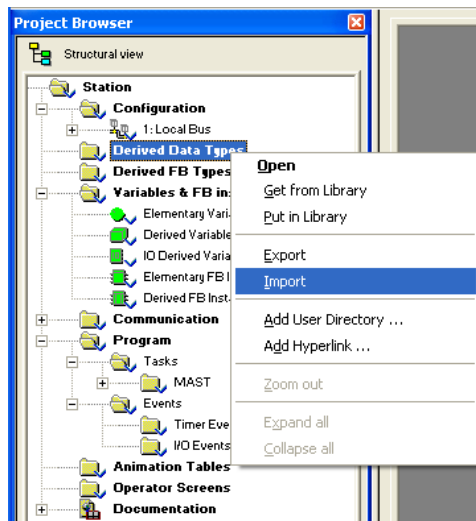 Project Browser
Structural view
Station
Configuration
1: Local Bus
Derived Data Types
Derived FB Types
Variables & FB in
Elementary Vari
Derived Variable
IO Derived Varia
Elementary FB I
Derived FB Inst
Communication
Program
Tasks
MAST
Events
Timer Eve
I/O Events
Animation Tables
Operator Screens
Documentation
Open
Get from Library
Put in Library
Export
Import
Add User Directory ...
Add Hyperlink ...
Zoom out
Expand all
Collapse all